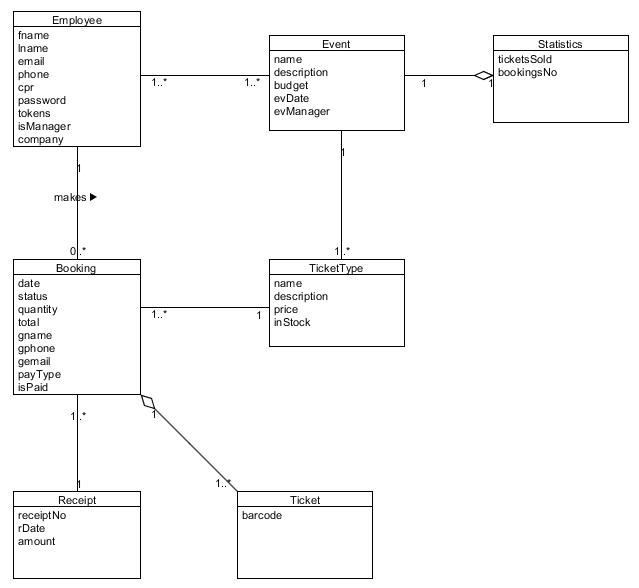 Employee
fname
lname
email
phone
cpr
password
tokens
isManager
company
1..*
1..*
Event
name
description
budget
evDate
evManager
1
1
Statistics
ticketsSold
bookingsNo
1
makes ►
0..*
1
1..*
Booking
date
status
quantity
total
gname
gphone
gemail
payType
isPaid
1..*
1
TicketType
name
description
price
inStock
1..*
1
1
1..*
Receipt
receiptNo
rDate
amount
Ticket
barcode